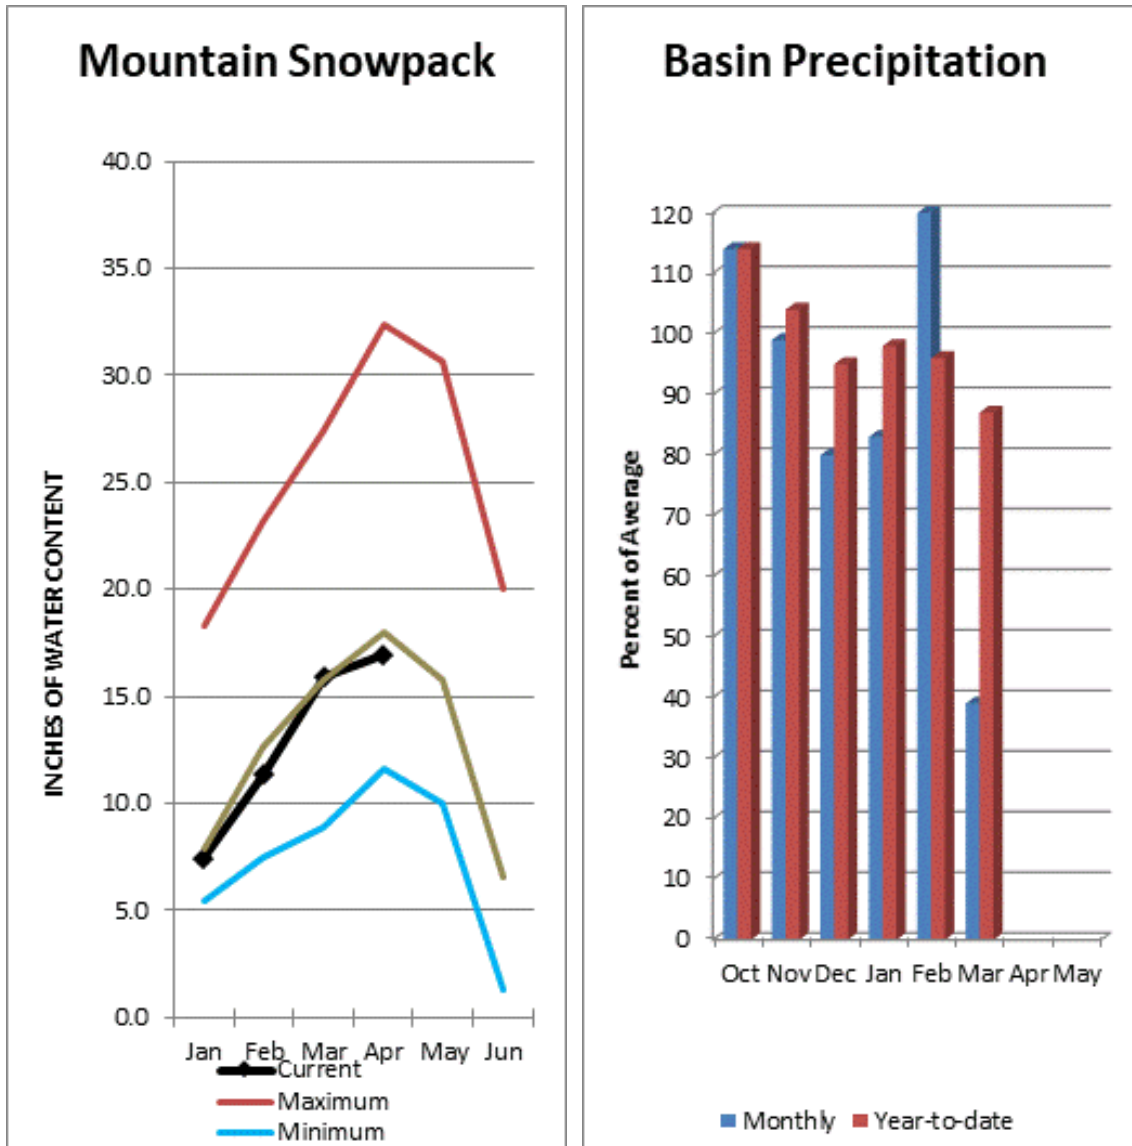 Mountain Snowpack
40.0
35.0
30.0
25.0
20.0
15.0
10.0
5.0
0.0
INCHES OF WATER CONTENT
Jan Feb Mar Apr May Jun
Current
Maximum
Minimum
Basin Precipitation
120
110
100
90
80
70
60
50
40
30
20
10
0
Percent of Average
Oct Nov Dec Jan Feb Mar Apr May
Monthly Year-to-date